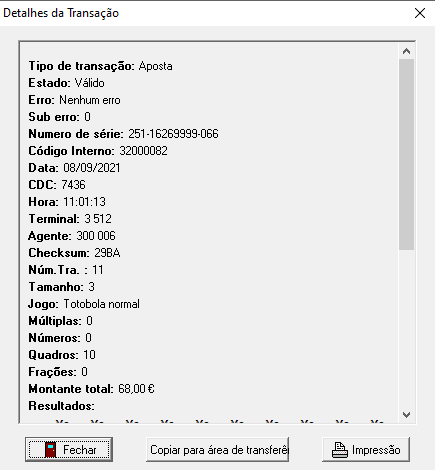 Detalhes da Transação
Tipo de transação: Aposta
Estado: Válido
Erro: Nenhum erro
Sub erro: 0
Numero de série: 251-16269999-066
Código Interno: 32000082
Data: 08/09/2021
CDC: 7436
Hora: 11:01:13
Terminal: 3 512
Agente: 300 006
Checksum: 29BA
Núm.Tra. : 11
Tamanho: 3
Jogo: Totobola normal
Múltiplas: 0
Números: 0
Quadros: 10
Frações: 0
Montante total: 68,00 €
Resultados:
Fechar
Copiar para área de transferê
Impressão